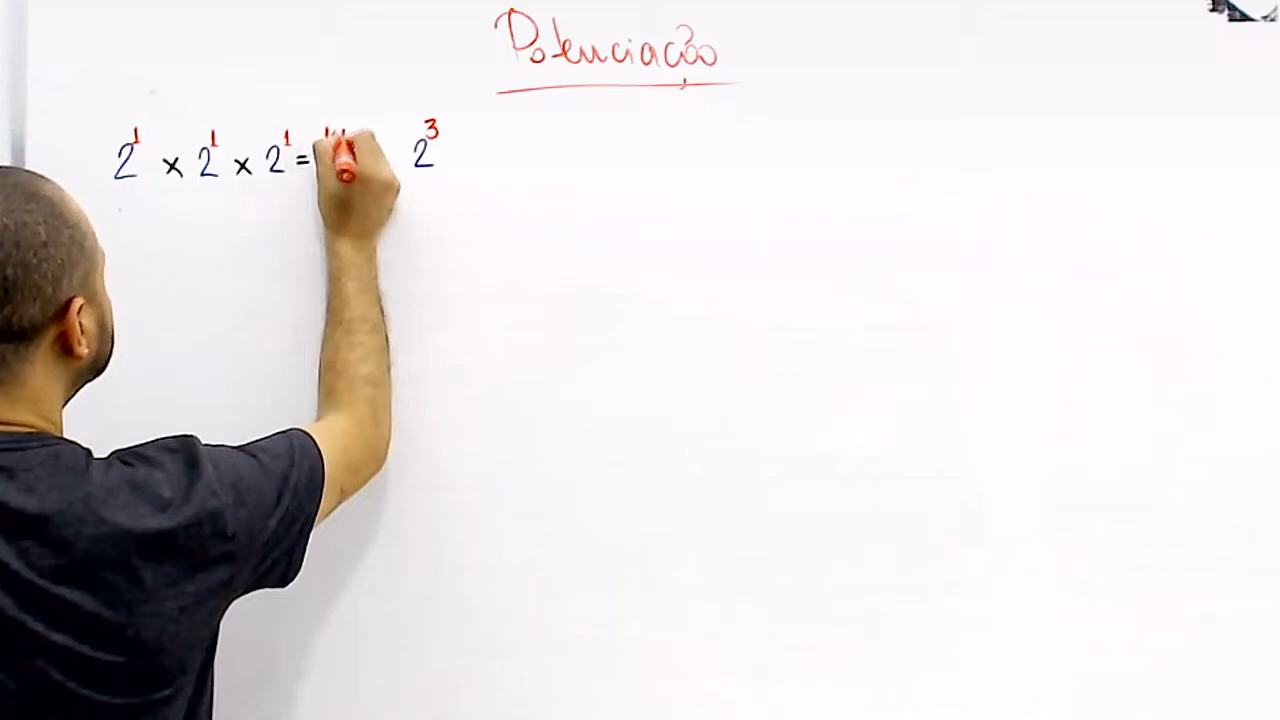 Potenciação
2¹ x 2¹ x 2¹ = 2³